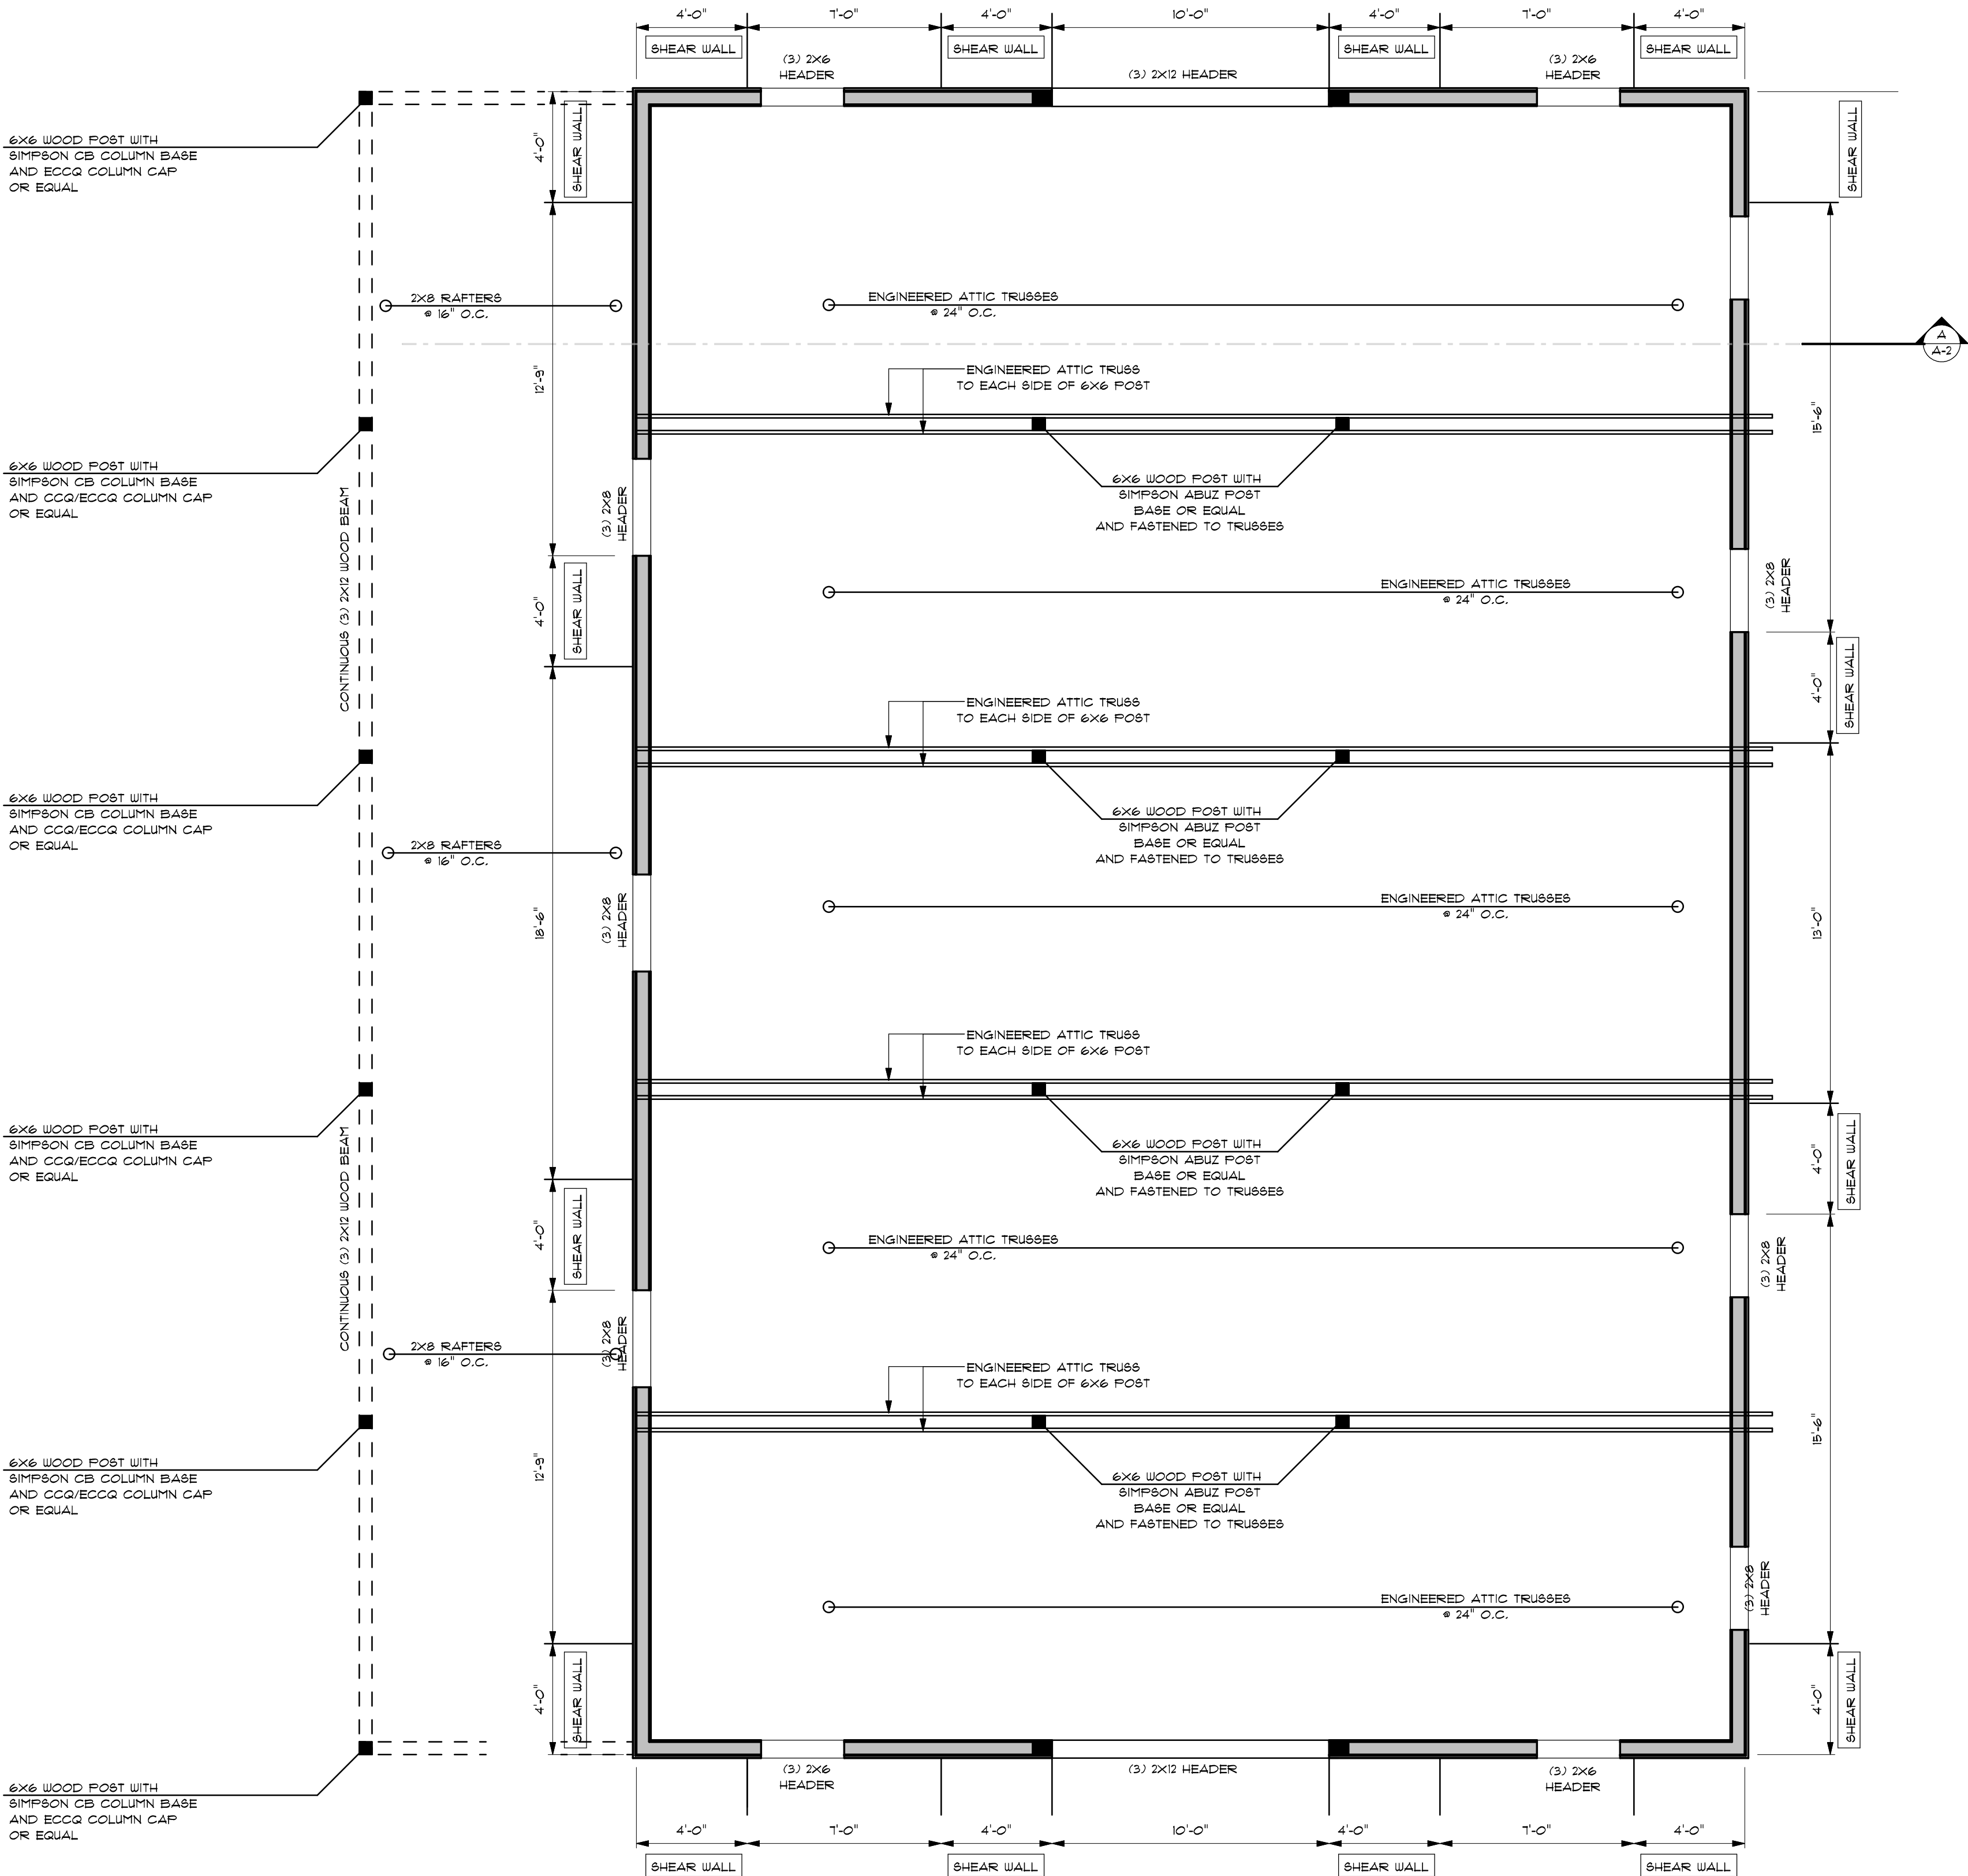 4'-0" 7'-0" 4'-0" 10'-0" 4'-0" 7'-0" 4'-0"
SHEAR WALL SHEAR WALL SHEAR WALL SHEAR WALL
(3) 2X6
HEADER
(3) 2X12 HEADER
(3) 2X6
HEADER
6X6 WOOD POST WITH
SIMPSON CB COLUMN BASE
AND ECCQ COLUMN CAP
OR EQUAL
4'-0"
SHEAR WALL
SHEAR WALL
2X8 RAFTERS
@ 16" O.C.
ENGINEERED ATTIC TRUSSES
@ 24" O.C.
A
A-2
12'-9"
ENGINEERED ATTIC TRUSS
TO EACH SIDE OF 6X6 POST
15'-6"
6X6 WOOD POST WITH
SIMPSON CB COLUMN BASE
AND CCQ/ECCQ COLUMN CAP
OR EQUAL
6X6 WOOD POST WITH
SIMPSON ABUZ POST
BASE OR EQUAL
AND FASTENED TO TRUSSES
CONTINUOUS (3) 2X12 WOOD BEAM
(3) 2X8
HEADER
4'-0"
SHEAR WALL
ENGINEERED ATTIC TRUSSES
@ 24" O.C.
(3) 2X8
HEADER
4'-0"
SHEAR WALL
ENGINEERED ATTIC TRUSS
TO EACH SIDE OF 6X6 POST
6X6 WOOD POST WITH
SIMPSON CB COLUMN BASE
AND CCQ/ECCQ COLUMN CAP
OR EQUAL
6X6 WOOD POST WITH
SIMPSON ABUZ POST
BASE OR EQUAL
AND FASTENED TO TRUSSES
2X8 RAFTERS
@ 16" O.C.
18'-6"
(3) 2X8
HEADER
ENGINEERED ATTIC TRUSSES
@ 24" O.C.
13'-0"
ENGINEERED ATTIC TRUSS
TO EACH SIDE OF 6X6 POST
6X6 WOOD POST WITH
SIMPSON CB COLUMN BASE
AND CCQ/ECCQ COLUMN CAP
OR EQUAL
6X6 WOOD POST WITH
SIMPSON ABUZ POST
BASE OR EQUAL
AND FASTENED TO TRUSSES
4'-0"
SHEAR WALL
CONTINUOUS (3) 2X12 WOOD BEAM
4'-0"
SHEAR WALL
ENGINEERED ATTIC TRUSSES
@ 24" O.C.
(3) 2X8
HEADER
2X8 RAFTERS
@ 16" O.C.
(3) 2X8
HEADER
ENGINEERED ATTIC TRUSS
TO EACH SIDE OF 6X6 POST
12'-9"
15'-6"
6X6 WOOD POST WITH
SIMPSON CB COLUMN BASE
AND CCQ/ECCQ COLUMN CAP
OR EQUAL
6X6 WOOD POST WITH
SIMPSON ABUZ POST
BASE OR EQUAL
AND FASTENED TO TRUSSES
ENGINEERED ATTIC TRUSSES
@ 24" O.C.
(3) 2X8
HEADER
4'-0"
SHEAR WALL
4'-0"
SHEAR WALL
6X6 WOOD POST WITH
SIMPSON CB COLUMN BASE
AND ECCQ COLUMN CAP
OR EQUAL
(3) 2X6
HEADER
(3) 2X12 HEADER
(3) 2X6
HEADER
4'-0" 7'-0" 4'-0" 10'-0" 4'-0" 7'-0" 4'-0"
SHEAR WALL SHEAR WALL SHEAR WALL SHEAR WALL